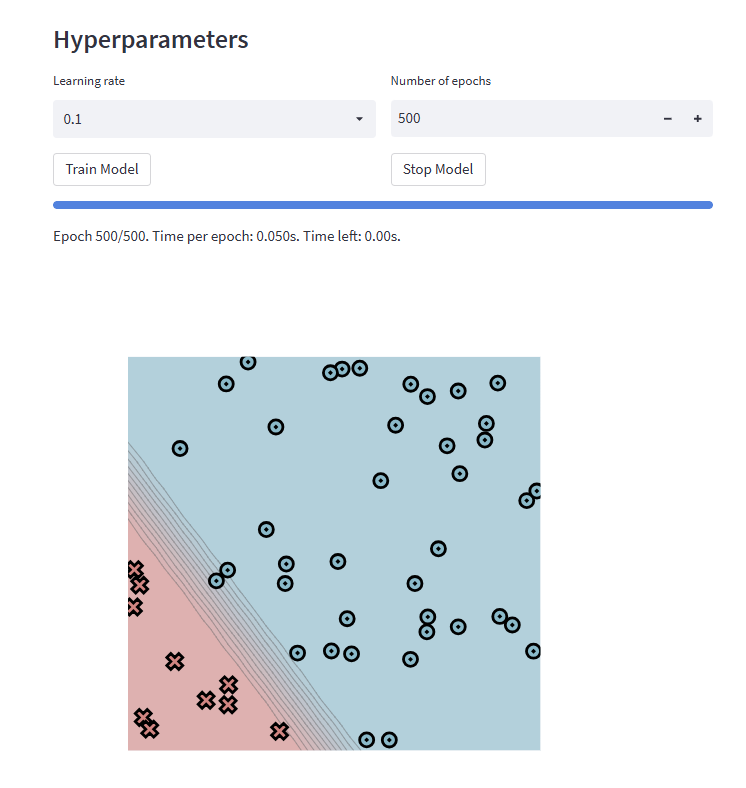 Hyperparameters
Learning rate
Number of epochs
0.1
500
Train Model
Stop Model
Epoch 500/500. Time per epoch: 0.050s. Time left: 0.00s.